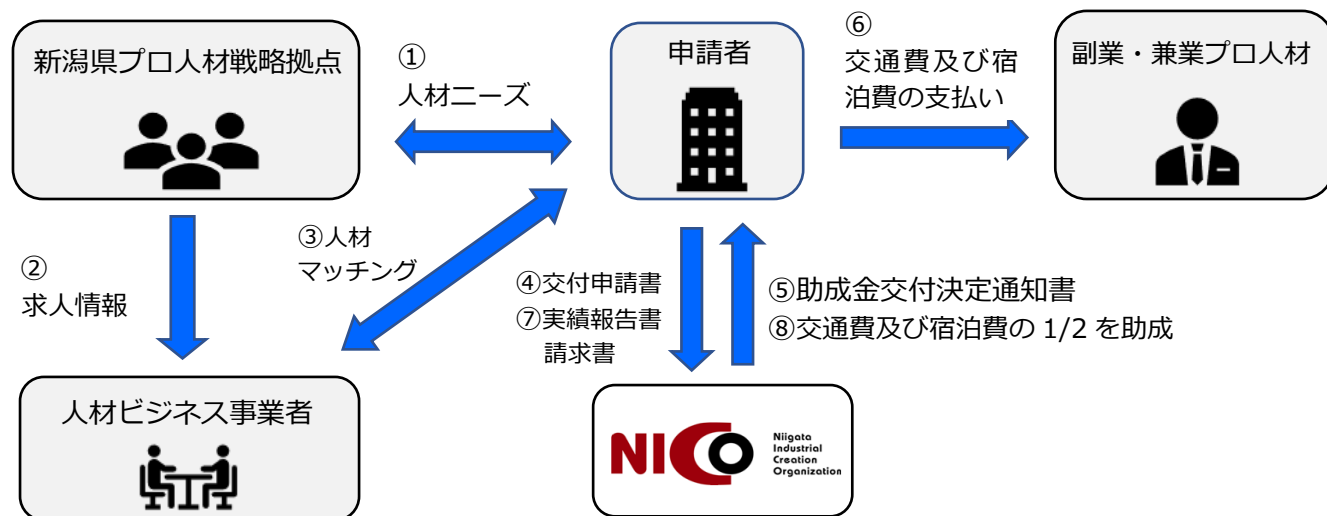 新潟県プロ人材戦略拠点
①
人材ニーズ
申請者
⑥
交通費及び宿
泊費の支払い
副業・兼業プロ人材
②
求人情報
③人材
マッチング
④交付申請書
⑦実績報告書
請求書
⑤助成金交付決定通知書
⑧交通費及び宿泊費の 1/2 を助成
人材ビジネス事業者
NICO
Niigata
Industrial
Creation
Organization